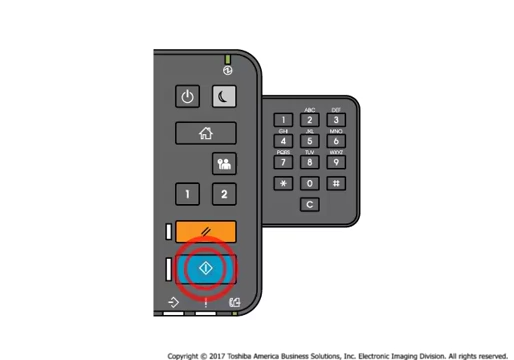 ABC DEF
1 2 3
GHI JKL MNO
4 5 6
PQRS TUV WXYZ
7 8 9
* 0 #
1 2
C
Copyright © 2017 Toshiba America Business Solutions, Inc. Electronic Imaging Division. All rights reserved.